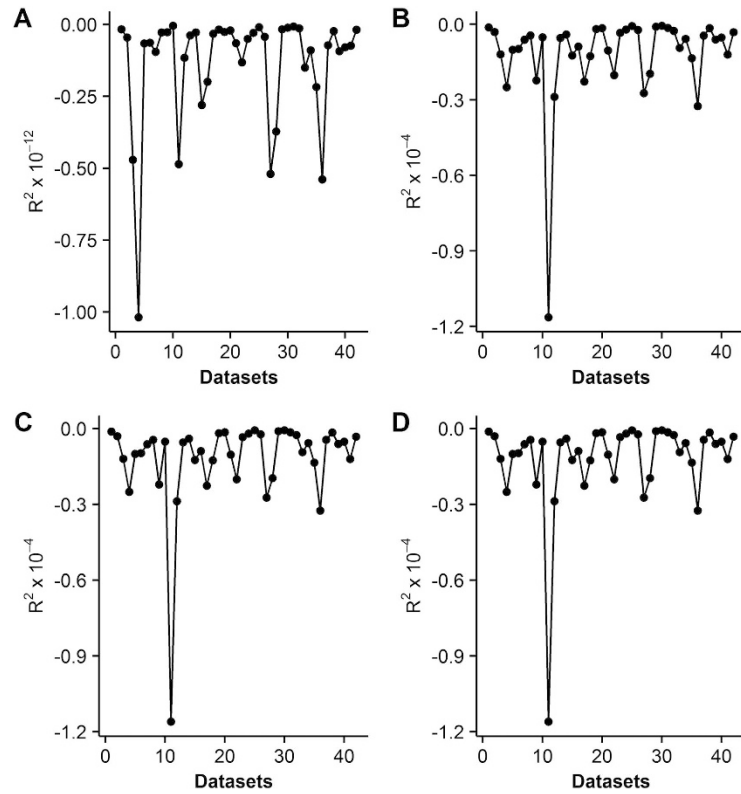 A
0.00
-0.25
-0.50
-0.75
-1.00
R² x 10⁻¹²
0 10 20 30 40
Datasets
B
0.0
-0.3
-0.6
-0.9
-1.2
R² x 10⁻⁴
0 10 20 30 40
Datasets
C
0.0
-0.3
-0.6
-0.9
-1.2
R² x 10⁻⁴
0 10 20 30 40
Datasets
D
0.0
-0.3
-0.6
-0.9
-1.2
R² x 10⁻⁴
0 10 20 30 40
Datasets